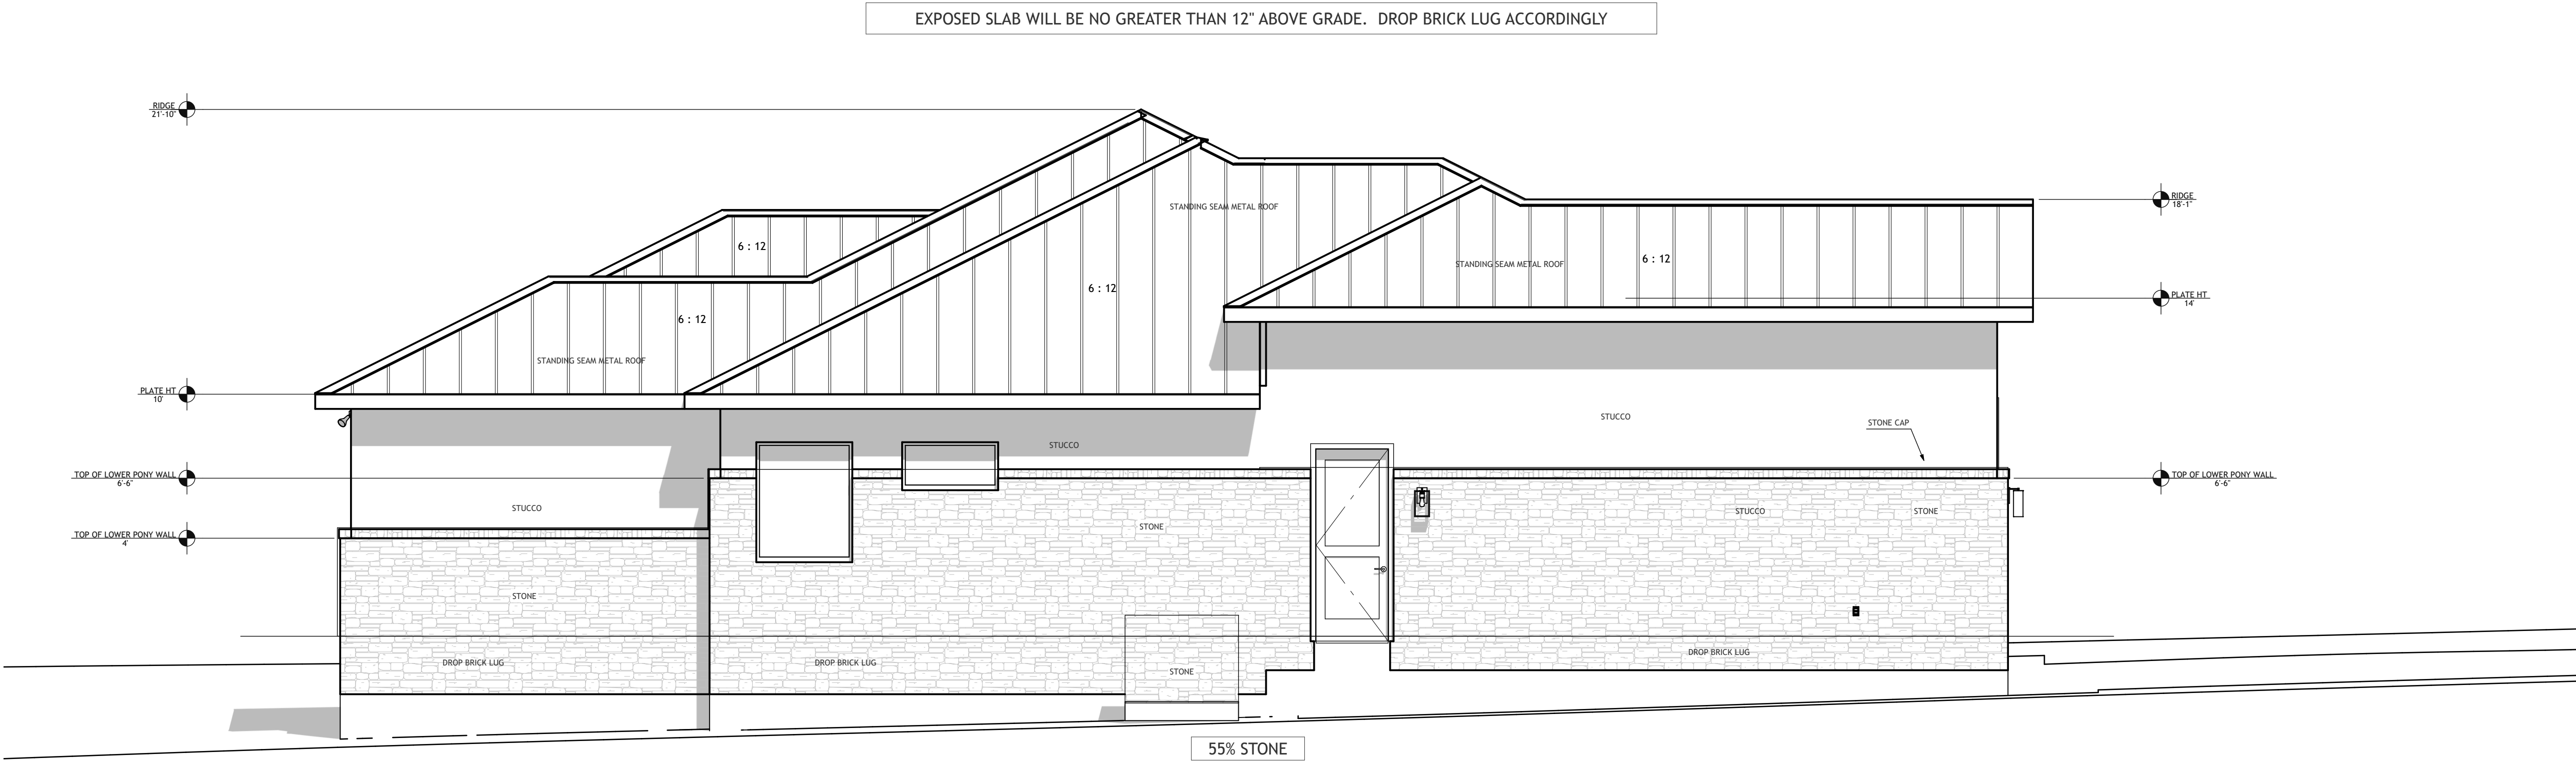 EXPOSED SLAB WILL BE NO GREATER THAN 12" ABOVE GRADE. DROP BRICK LUG ACCORDINGLY
RIDGE
21'-10"
RIDGE
18'-1"
STANDING SEAM METAL ROOF
6 : 12
6 : 12
STANDING SEAM METAL ROOF
6 : 12
PLATE HT
14'
6 : 12
STANDING SEAM METAL ROOF
PLATE HT
10'
STUCCO
STONE CAP
STUCCO
TOP OF LOWER PONY WALL
6'-6"
TOP OF LOWER PONY WALL
6'-6"
STUCCO
STUCCO
STONE
STONE
TOP OF LOWER PONY WALL
4'
STONE
DROP BRICK LUG
DROP BRICK LUG
DROP BRICK LUG
STONE
55% STONE